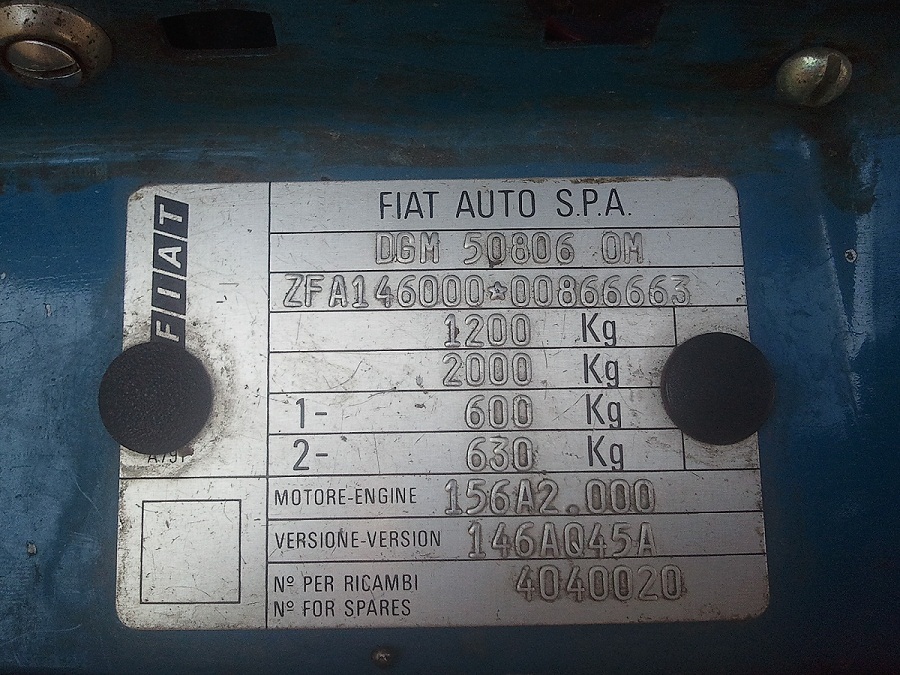 FIAT
FIAT AUTO S.P.A.
DGM 50806 OM
ZFA146000*00866663
1200 Kg
2000 Kg
1- 600 Kg
2- 630 Kg
MOTORE-ENGINE 156A2.000
VERSIONE-VERSION 146AQ45A
Nº PER RICAMBI 4040020
Nº FOR SPARES